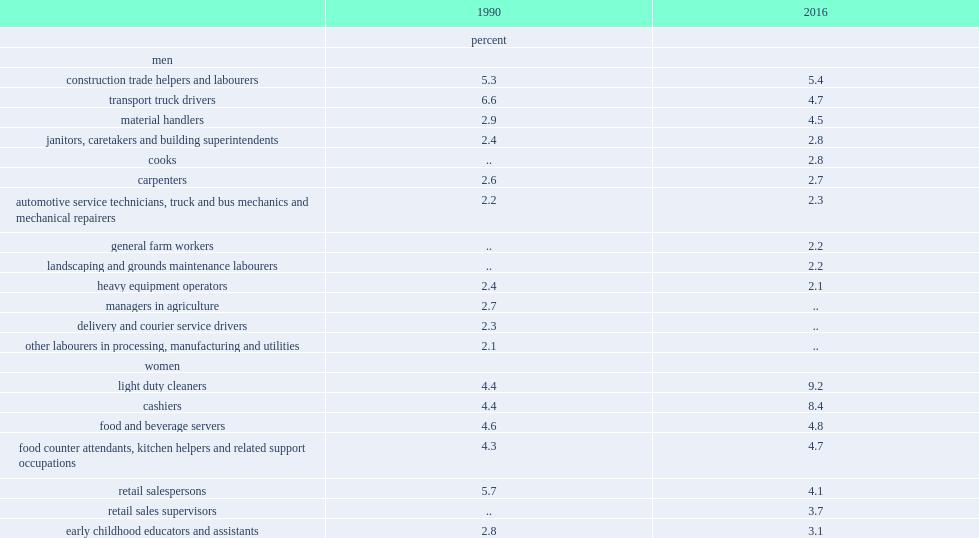 1990 2016
percent
men
construction trade helpers and labourers 5.3 5.4
transport truck drivers 6.6 4.7
material handlers 2.9 4.5
janitors, caretakers and building superintendents 2.4 2.8
cooks .. 2.8
carpenters 2.6 2.7
automotive service technicians, truck and bus mechanics and 2.2 2.3
mechanical repairers
general farm workers .. 2.2
landscaping and grounds maintenance labourers .. 2.2
heavy equipment operators 2.4 2.1
managers in agriculture 2.7 ..
delivery and courier service drivers 2.3 ..
other labourers in processing, manufacturing and utilities 2.1 ..
women
light duty cleaners 4.4 9.2
cashiers 4.4 8.4
food and beverage servers 4.6 4.8
food counter attendants, kitchen helpers and related support 4.3 4.7
occupations
retail salespersons 5.7 4.1
retail sales supervisors .. 3.7
early childhood educators and assistants 2.8 3.1